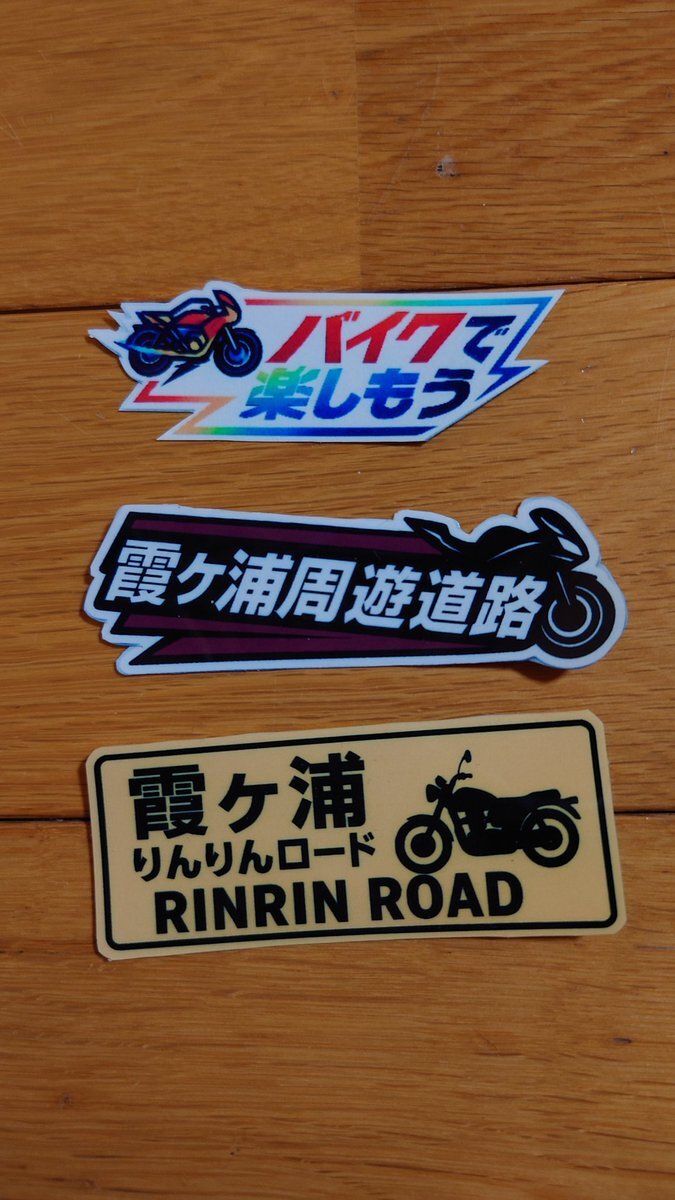 バイクで
楽しもう
霞ヶ浦周遊道路
霞ヶ浦
りんりんロード
RINRIN ROAD